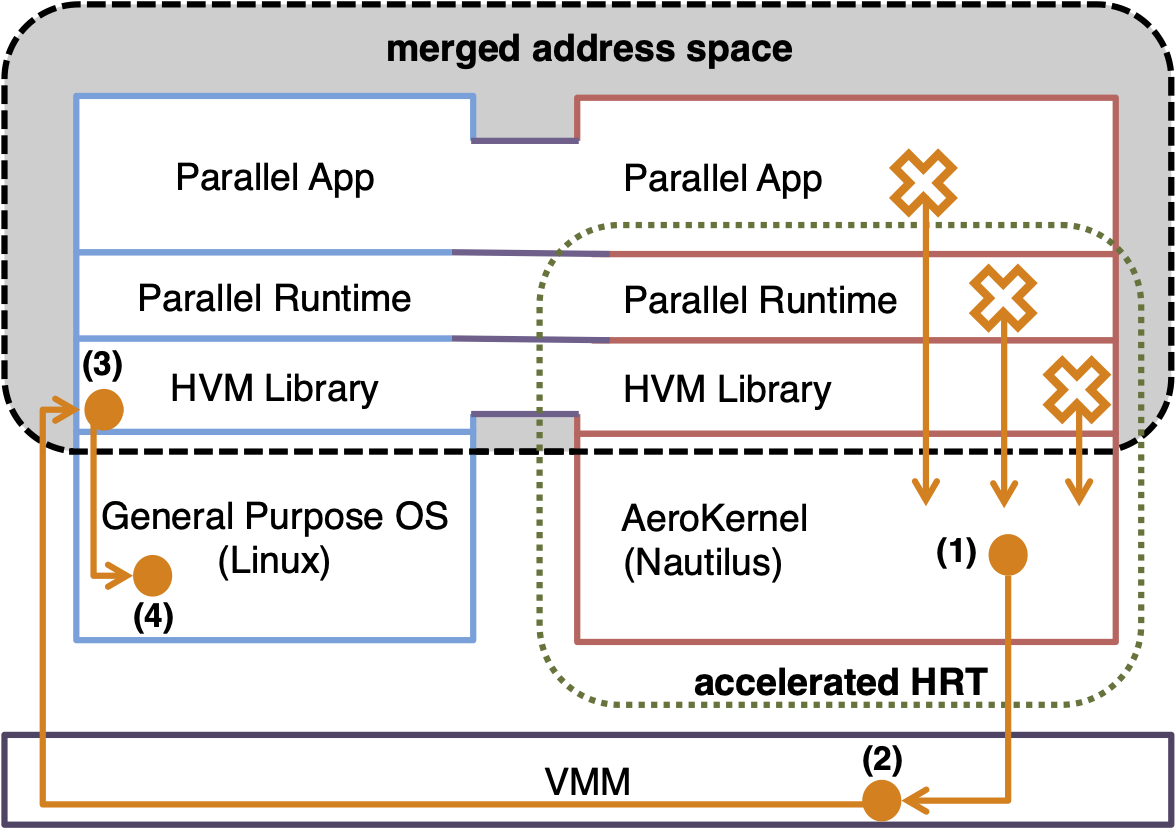 merged address space
Parallel App
Parallel App
Parallel Runtime
Parallel Runtime
(3)
HVM Library
HVM Library
General Purpose OS
(Linux)
(4)
AeroKernel
(Nautilus)
(1)
accelerated HRT
(2)
VMM